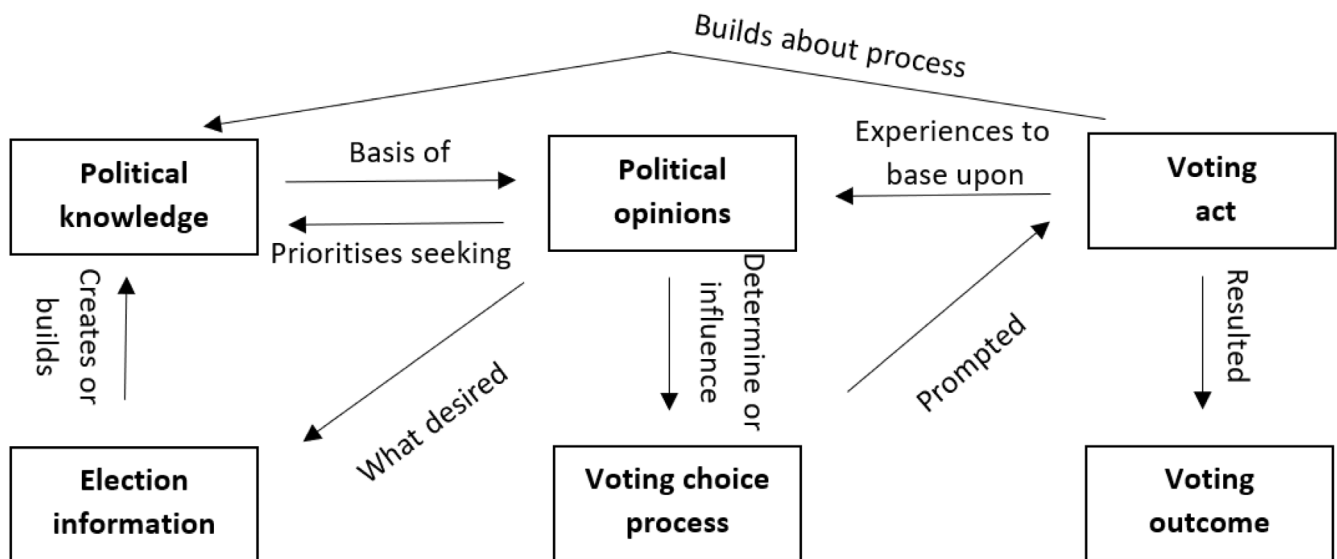 Builds about process
Political
knowledge
Basis of
Prioritises seeking
Political
opinions
Experiences to
base upon
Voting
act
Creates or
builds
What desired
Determine or
influence
Prompted
Resulted
Election
information
Voting choice
process
Voting
outcome